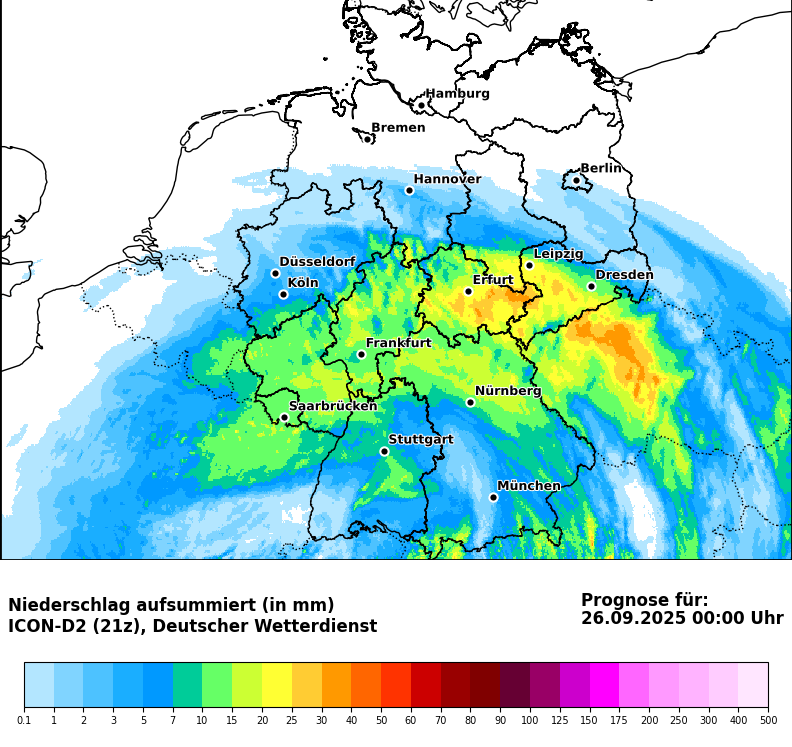 Hamburg
Bremen
Berlin
Hannover
Leipzig
Düsseldorf
Dresden
Köln
Erfurt
Frankfurt
Nürnberg
Saarbrücken
Stuttgart
München
Niederschlag aufsummiert (in mm)
ICON-D2 (21z), Deutscher Wetterdienst
Prognose für:
26.09.2025 00:00 Uhr
0.1 1 2 3 5 7 10 15 20 25 30 40 50 60 70 80 90 100 125 150 175 200 250 300 400 500